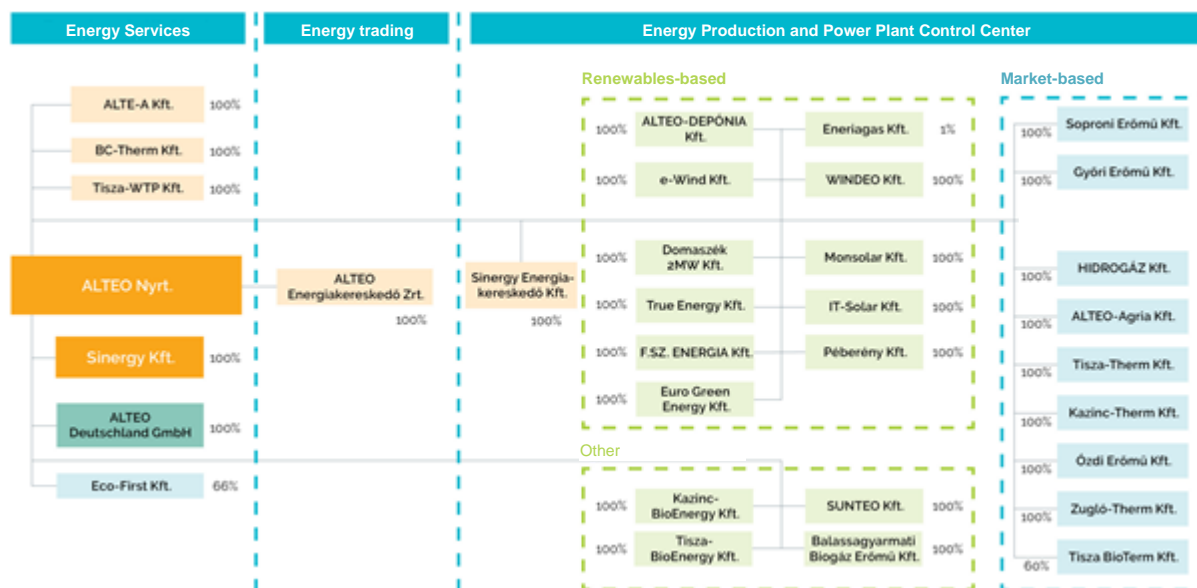 Energy Services
Energy trading
Energy Production and Power Plant Control Center
Renewables-based
Market-based
ALTE-A Kft. 100%
BC-Therm Kft. 100%
Tisza-WTP Kft. 100%
ALTEO Nyrt.
Sinergy Kft. 100%
ALTEO
Deutschland GmbH 100%
Eco-First Kft. 66%
ALTEO
Energiakereskedő Zrt.
100%
Sinergy Energia-
kereskedő Kft.
100%
100% ALTEO-DEPÓNIA
Kft.
Eneriagas Kft. 1%
100% e-Wind Kft.
WINDEO Kft. 100%
100% Domaszék
2MW Kft.
Monsolar Kft. 100%
100% True Energy Kft.
IT-Solar Kft. 100%
100% F.SZ. ENERGIA Kft.
Péberény Kft. 100%
100% Euro Green
Energy Kft.
Other
100% Kazinc-
BioEnergy Kft.
SUNTEO Kft. 100%
100% Tisza-
BioEnergy Kft.
Balassagyarmati
Biogáz Erőmű Kft. 100%
100% Soproni Erőmű Kft.
100% Győri Erőmű Kft.
100% HIDROGÁZ Kft.
100% ALTEO-Agria Kft.
100% Tisza-Therm Kft.
100% Kazinc-Therm Kft.
100% Ózdi Erőmű Kft.
100% Zugló-Therm Kft.
60% Tisza BioTerm Kft.